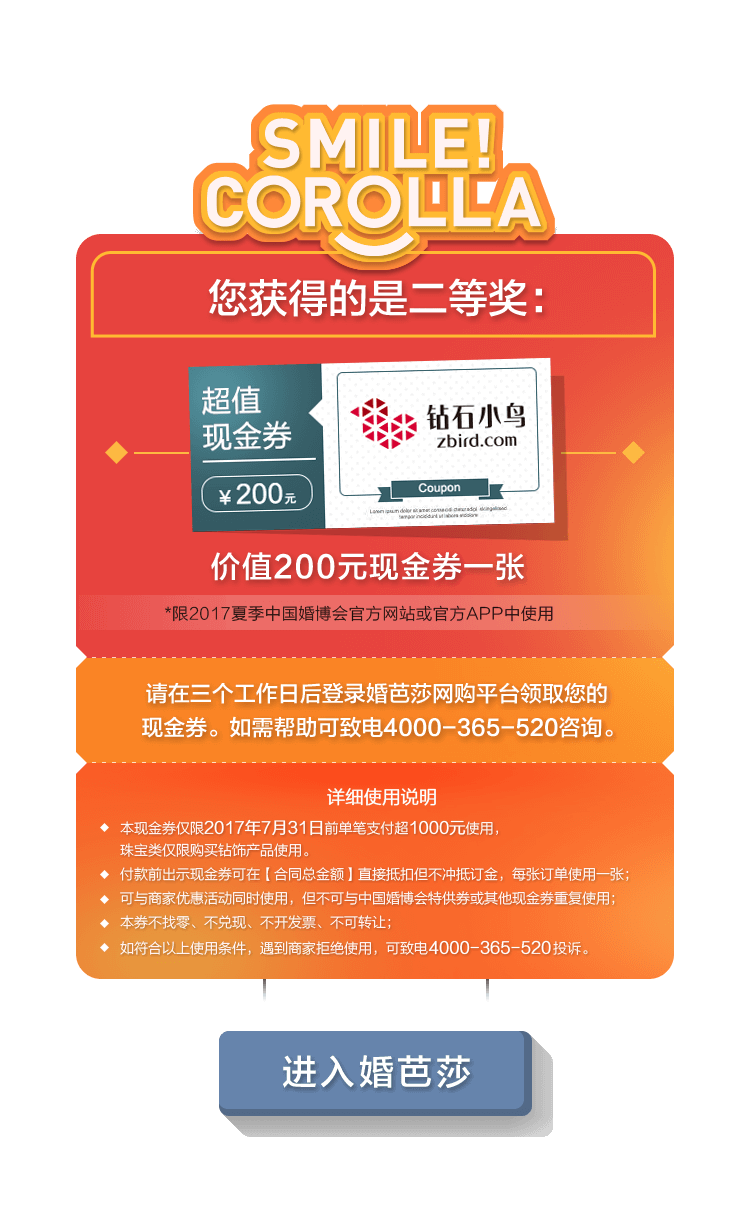 SMILE!
COROLLA
您获得的是二等奖：
超值
现金券
¥200元
钻石小鸟
zbird.com
Coupon
Lorem ipsum dolor sit amet consecid ctetur adipi sicingelitsed
tempor incididunt ut labore etdolore
价值200元现金券一张
*限2017夏季中国婚博会官方网站或官方APP中使用
请在三个工作日后登录婚芭莎网购平台领取您的
现金券。如需帮助可致电4000-365-520咨询。
详细使用说明
◆ 本现金券仅限2017年7月31日前单笔支付超1000元使用，
珠宝类仅限购买钻饰产品使用。
◆ 付款前出示现金券可在【合同总金额】直接抵扣但不冲抵订金，每张订单使用一张；
◆ 可与商家优惠活动同时使用，但不可与中国婚博会特供券或其他现金券重复使用；
◆ 本券不找零、不兑现、不开发票、不可转让；
◆ 如符合以上使用条件，遇到商家拒绝使用，可致电4000-365-520投诉。
进入婚芭莎